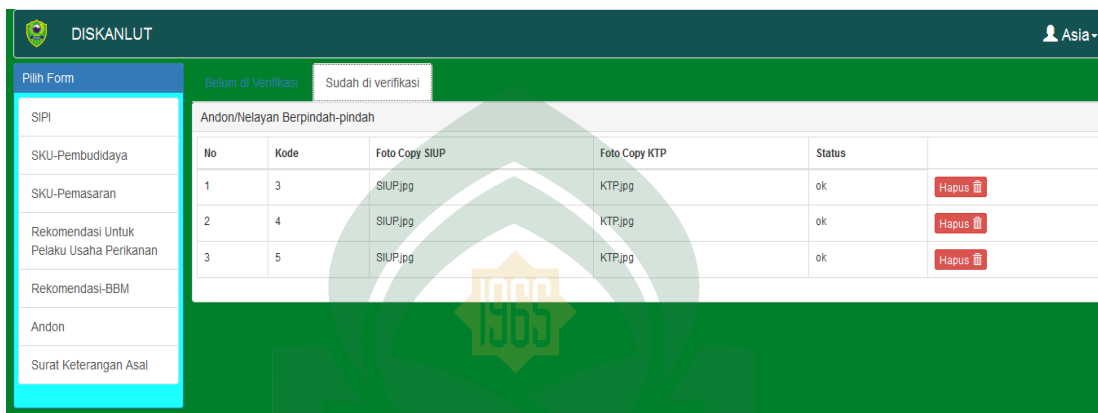 DISKANLUT
Asia
Pilih Form
SIPI
SKU-Pembudidaya
SKU-Pemasaran
Rekomendasi Untuk
Pelaku Usaha Perikanan
Rekomendasi-BBM
Andon
Surat Keterangan Asal
Belum di Verifikasi Sudah di verifikasi
Andon/Nelayan Berpindah-pindah
No Kode Foto Copy SIUP Foto Copy KTP Status
1 3 SIUP.jpg KTP.jpg ok Hapus
2 4 SIUP.jpg KTP.jpg ok Hapus
3 5 SIUP.jpg KTP.jpg ok Hapus
1965